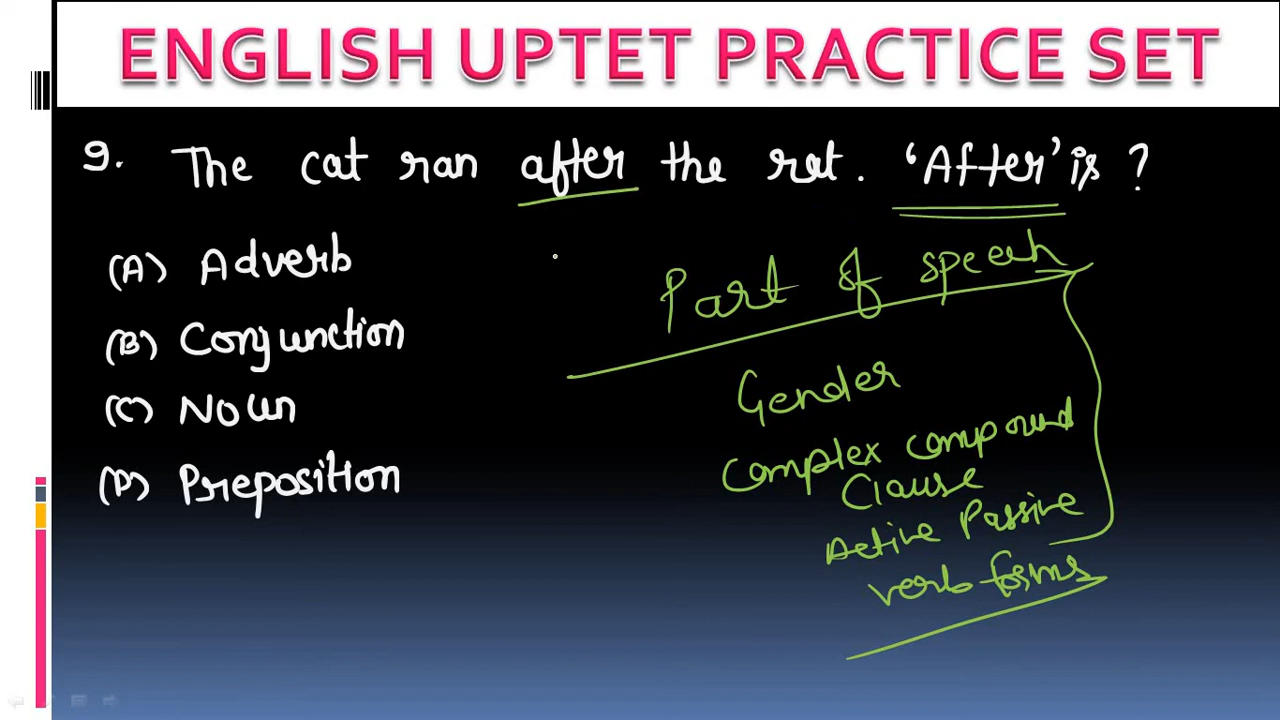 ENGLISH UPTET PRACTICE SET
9. The cat ran after the rat. 'After' is ?
(A) Adverb
(B) Conjunction
(C) Noun
(D) Preposition
Part of speech
Gender
Complex compound
Clause
Active Passive
verb forms